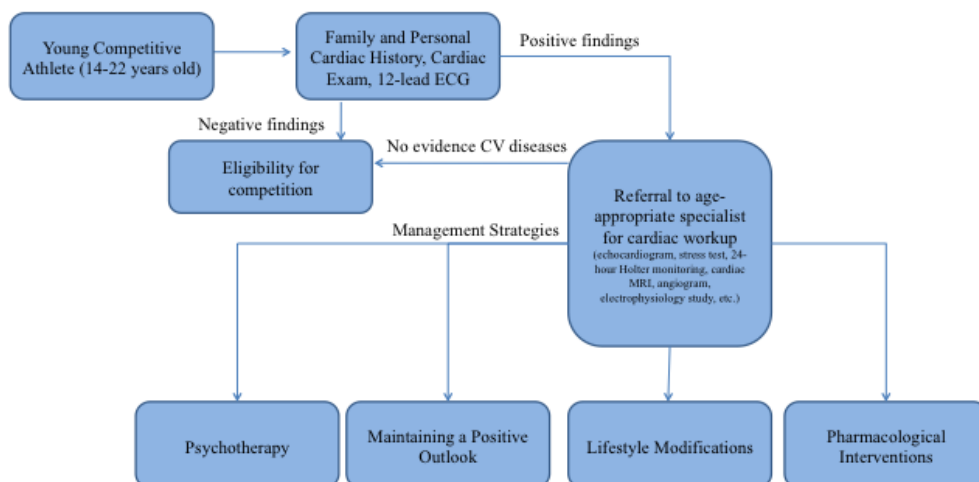 Young Competitive
Athlete (14-22 years old)
Family and Personal
Cardiac History, Cardiac
Exam, 12-lead ECG
Positive findings
Negative findings
No evidence CV diseases
Eligibility for
competition
Referral to age-
appropriate specialist
for cardiac workup
(echocardiogram, stress test, 24-
hour Holter monitoring, cardiac
MRI, angiogram,
electrophysiology study, etc.)
Management Strategies
Psychotherapy
Maintaining a Positive
Outlook
Lifestyle Modifications
Pharmacological
Interventions